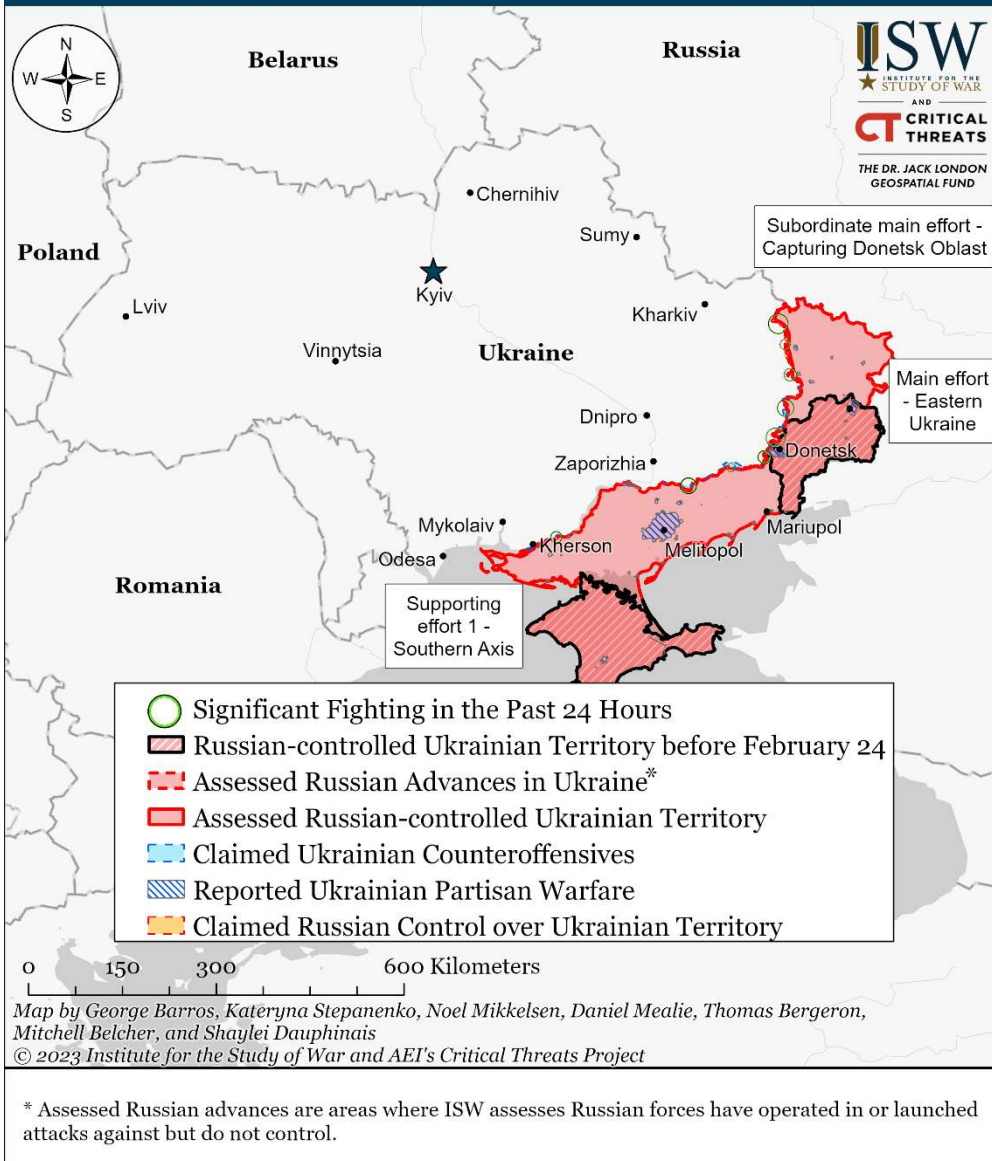 N
W
E
S
Belarus
Russia
ISW
INSTITUTE FOR THE
STUDY OF WAR
AND
CT CRITICAL
THREATS
THE DR. JACK LONDON
GEOSPATIAL FUND
Chernihiv
Sumy
Subordinate main effort -
Capturing Donetsk Oblast
Poland
Kyiv
Lviv
Kharkiv
Vinnytsia
Ukraine
Main effort
- Eastern
Ukraine
Dnipro
Donetsk
Zaporizhia
Mykolaiv
Mariupol
Kherson
Melitopol
Odesa
Romania
Supporting
effort 1 -
Southern Axis
Significant Fighting in the Past 24 Hours
Russian-controlled Ukrainian Territory before February 24
Assessed Russian Advances in Ukraine*
Assessed Russian-controlled Ukrainian Territory
Claimed Ukrainian Counteroffensives
Reported Ukrainian Partisan Warfare
Claimed Russian Control over Ukrainian Territory
0 150 300 600 Kilometers
Map by George Barros, Kateryna Stepanenko, Noel Mikkelsen, Daniel Mealie, Thomas Bergeron,
Mitchell Belcher, and Shaylei Dauphinais
© 2023 Institute for the Study of War and AEI's Critical Threats Project
* Assessed Russian advances are areas where ISW assesses Russian forces have operated in or launched
attacks against but do not control.